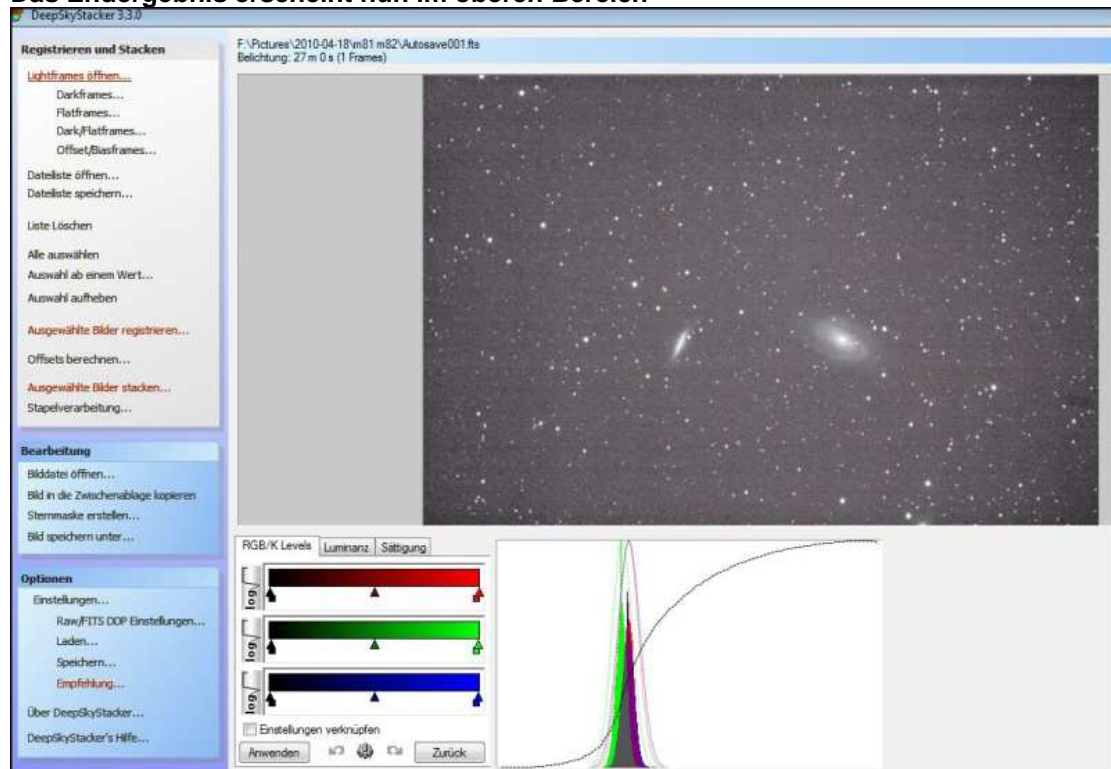 Das Endergebnis erscheint nun im oberen Bereich
DeepSkyStacker 3.3.0
Registrieren und Stacken
Lightframes öffnen...
Darkframes...
Flatframes...
Dark/Flatframes...
Offset/Biasframes...
Dateiliste öffnen...
Dateiliste speichern...
Liste Löschen
Alle auswählen
Auswahl ab einem Wert...
Auswahl aufheben
Ausgewählte Bilder registrieren...
Offsets berechnen...
Ausgewählte Bilder stacken...
Stapelverarbeitung...
Bearbeitung
Bilddatei öffnen...
Bild in die Zwischenablage kopieren
Sternmaske erstellen...
Bild speichern unter...
Optionen
Einstellungen...
Raw/FITS DDP Einstellungen...
Laden...
Speichern...
Empfehlung...
Über DeepSkyStacker...
DeepSkyStacker's Hilfe...
F:\Pictures\2010-04-18\m81 m82\Autosave001.fts
Belichtung: 27 m 0 s (1 Frames)
RGB/K Levels Luminanz Sättigung
log
log
log
Einstellungen verknüpfen
Anwenden Zurück